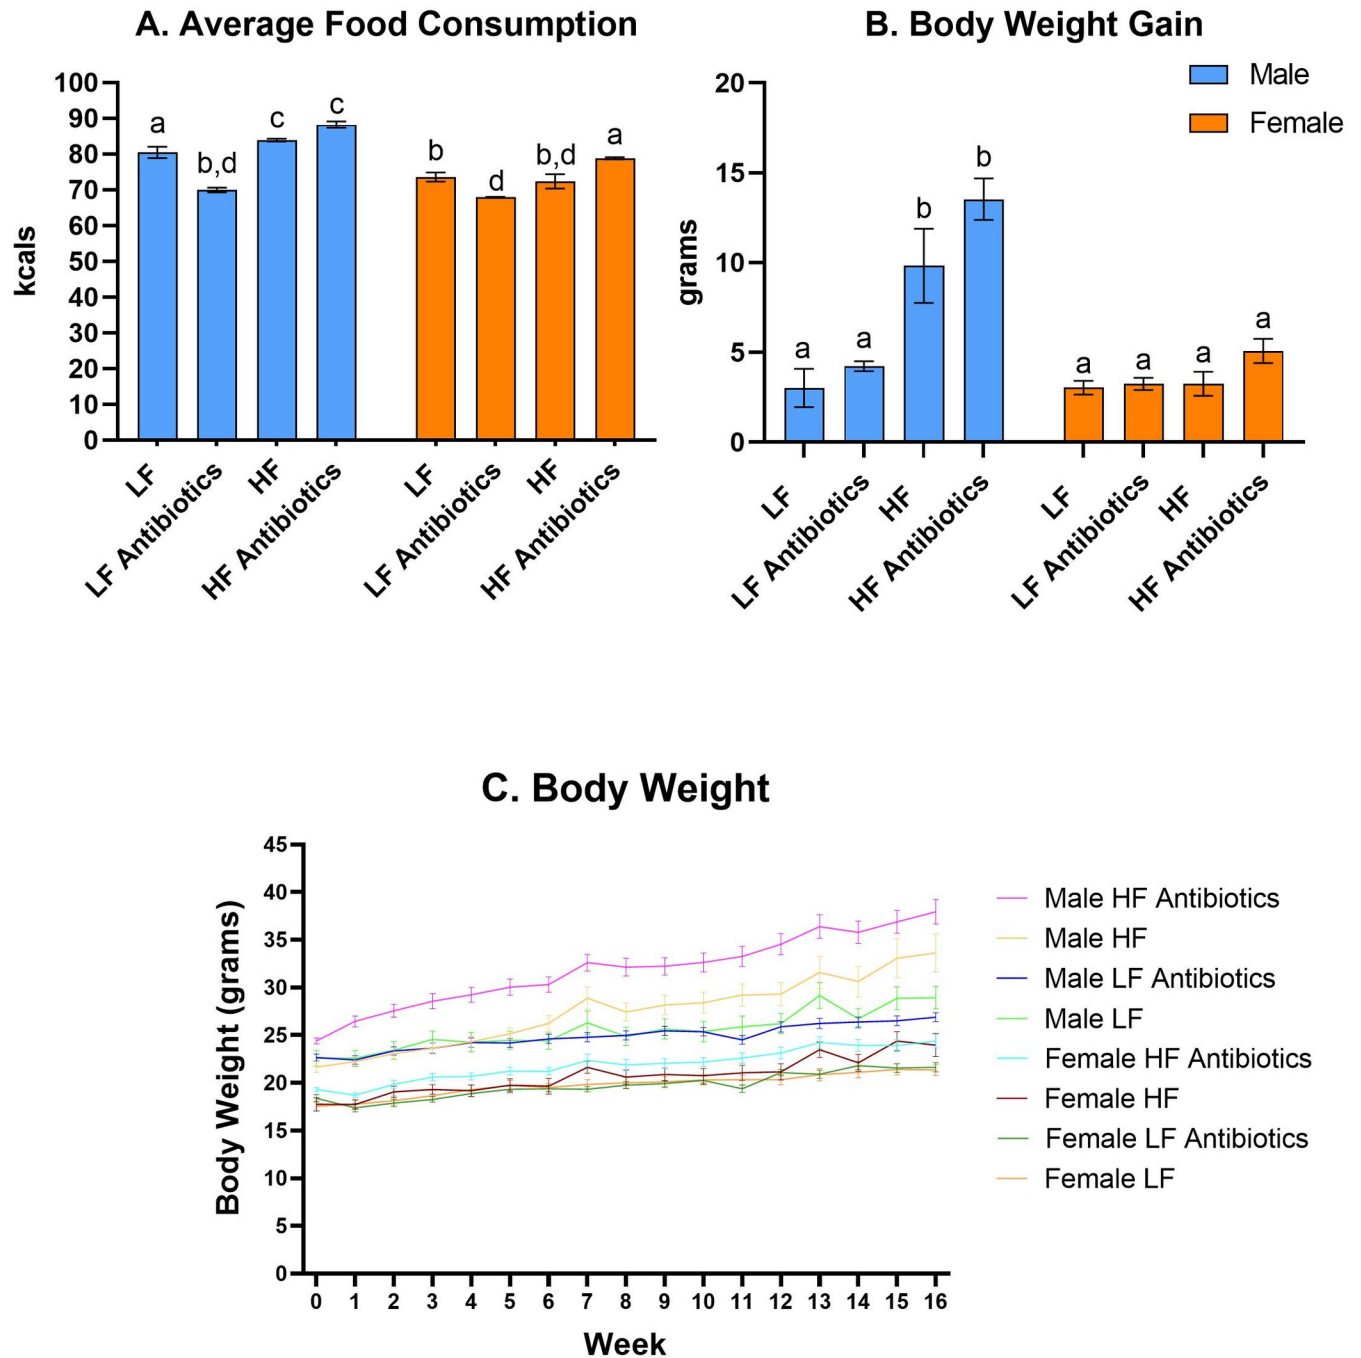 A. Average Food Consumption
100
90
80
70
60
50
40
30
20
10
0
kcals
a
b,d
c
c
b
d
b,d
a
LF
LF Antibiotics
HF
HF Antibiotics
LF
LF Antibiotics
HF
HF Antibiotics
B. Body Weight Gain
Male
Female
20
15
10
5
0
grams
a
a
b
b
a
a
a
a
LF
LF Antibiotics
HF
HF Antibiotics
LF
LF Antibiotics
HF
HF Antibiotics
C. Body Weight
45
40
35
30
25
20
15
10
5
0
Body Weight (grams)
0 1 2 3 4 5 6 7 8 9 10 11 12 13 14 15 16
Week
Male HF Antibiotics
Male HF
Male LF Antibiotics
Male LF
Female HF Antibiotics
Female HF
Female LF Antibiotics
Female LF